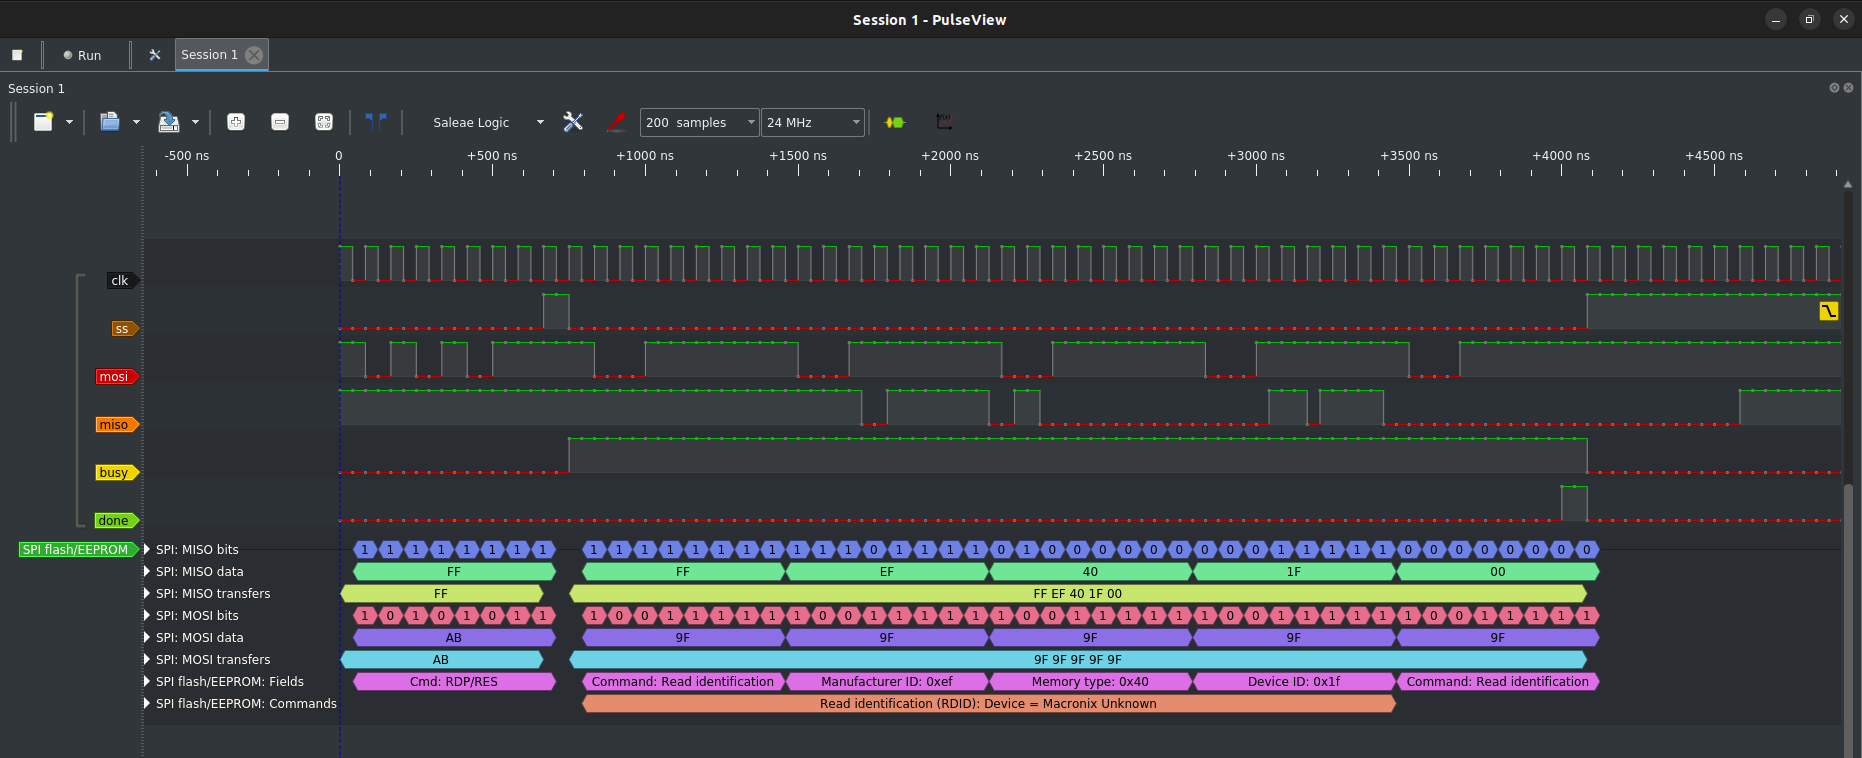 Session 1 - PulseView
Run
Session 1
Session 1
Saleae Logic
200 samples
24 MHz
-500 ns 0 +500 ns +1000 ns +1500 ns +2000 ns +2500 ns +3000 ns +3500 ns +4000 ns +4500 ns
clk
ss
mosi
miso
busy
done
SPI flash/EEPROM SPI: MISO bits 1 1 1 1 1 1 1 1 1 1 1 1 1 1 1 1 1 1 1 0 1 1 1 1 0 1 0 0 0 0 0 0 0 0 0 1 1 1 1 1 0 0 0 0 0 0 0 0
SPI: MISO data FF FF EF 40 1F 00
SPI: MISO transfers FF FF EF 40 1F 00
SPI: MOSI bits 1 0 1 0 1 0 1 1 1 0 0 1 1 1 1 1 1 0 0 1 1 1 1 1 1 0 0 1 1 1 1 1 1 0 0 1 1 1 1 1 1 0 0 1 1 1 1 1
SPI: MOSI data AB 9F 9F 9F 9F 9F
SPI: MOSI transfers AB 9F 9F 9F 9F 9F
SPI flash/EEPROM: Fields Cmd: RDP/RES Command: Read identification Manufacturer ID: 0xef Memory type: 0x40 Device ID: 0x1f Command: Read identification
SPI flash/EEPROM: Commands Read identification (RDID): Device = Macronix Unknown